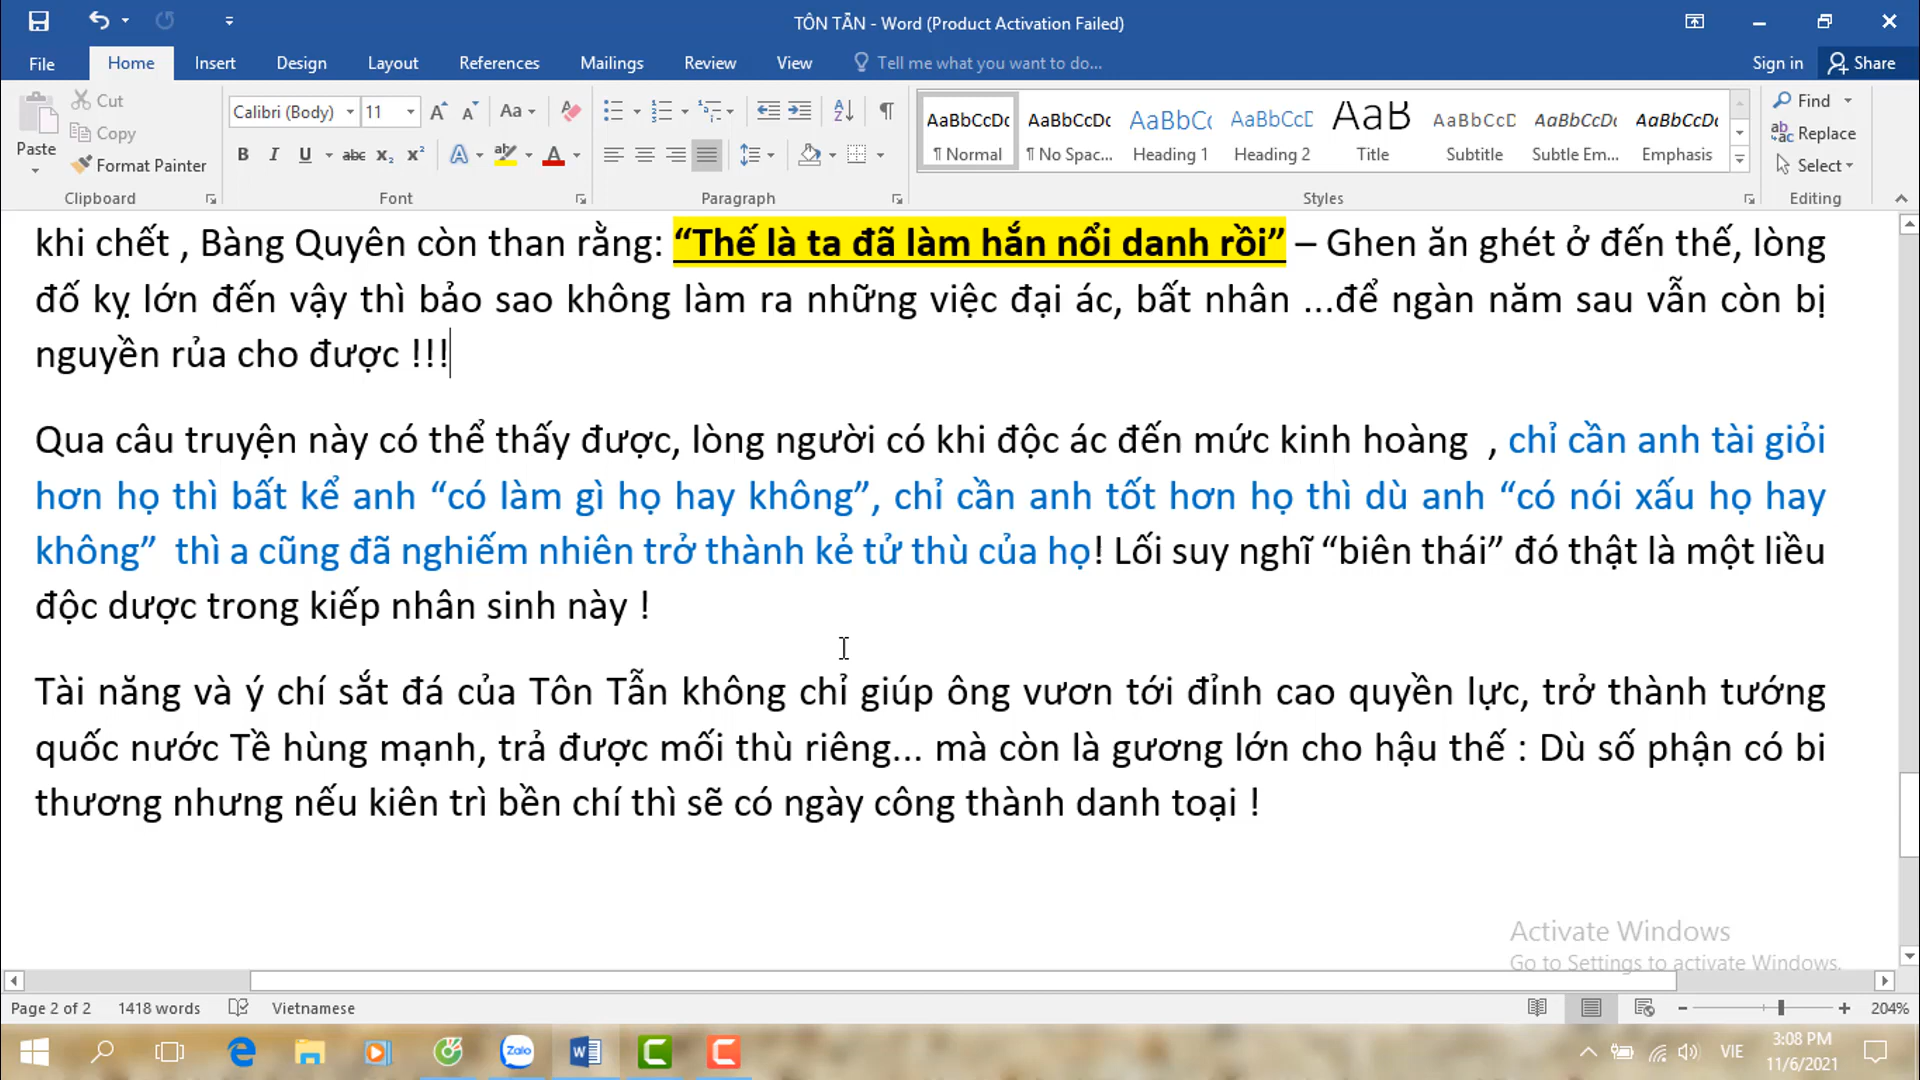 TÔN TẪN - Word (Product Activation Failed)
File Home Insert Design Layout References Mailings Review View Tell me what you want to do... Sign in Share
Paste Cut Copy Format Painter
Calibri (Body) 11 Aa
B I U abc X₂ X² A A
AaBbCcDc AaBbCcDc AaBbCc AaBbCcE AaB AaBbCcD AaBbCcDc AaBbCcDc
¶ Normal ¶ No Spac... Heading 1 Heading 2 Title Subtitle Subtle Em... Emphasis
Find Replace Select
Clipboard Font Paragraph Styles Editing
khi chết , Bàng Quyên còn than rằng: “Thế là ta đã làm hắn nổi danh rồi” – Ghen ăn ghét ở đến thế, lòng
đố kỵ lớn đến vậy thì bảo sao không làm ra những việc đại ác, bất nhân ...để ngàn năm sau vẫn còn bị
nguyền rủa cho được !!!
Qua câu truyện này có thể thấy được, lòng người có khi độc ác đến mức kinh hoàng , chỉ cần anh tài giỏi
hơn họ thì bất kể anh “có làm gì họ hay không”, chỉ cần anh tốt hơn họ thì dù anh “có nói xấu họ hay
không” thì a cũng đã nghiếm nhiên trở thành kẻ tử thù của họ! Lối suy nghĩ “biên thái” đó thật là một liều
độc dược trong kiếp nhân sinh này !
Tài năng và ý chí sắt đá của Tôn Tẫn không chỉ giúp ông vươn tới đỉnh cao quyền lực, trở thành tướng
quốc nước Tề hùng mạnh, trả được mối thù riêng... mà còn là gương lớn cho hậu thế : Dù số phận có bi
thương nhưng nếu kiên trì bền chí thì sẽ có ngày công thành danh toại !
Activate Windows
Go to Settings to activate Windows.
Page 2 of 2 1418 words Vietnamese 204%
Zalo VIE 3:08 PM
11/6/2021